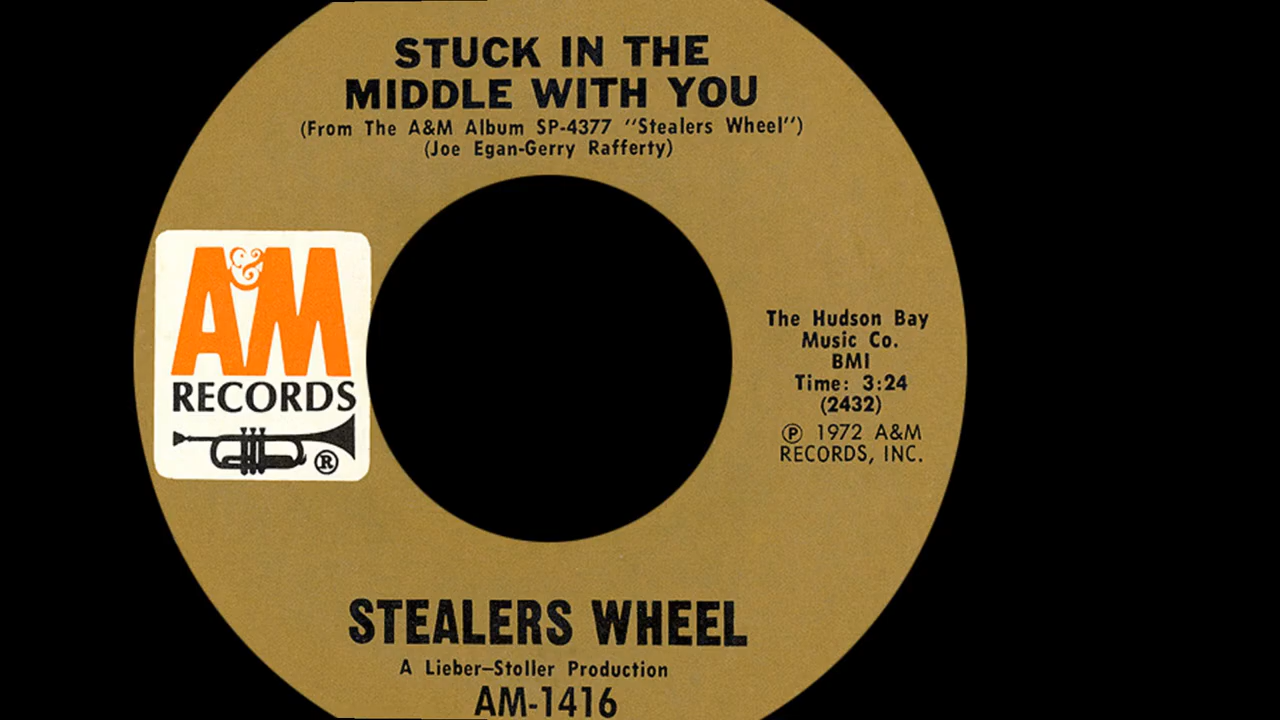 STUCK IN THE
MIDDLE WITH YOU
(From The A&M Album SP-4377 "Stealers Wheel")
(Joe Egan-Gerry Rafferty)
A&M
RECORDS
®
The Hudson Bay
Music Co.
BMI
Time: 3:24
(2432)
℗ 1972 A&M
RECORDS, INC.
STEALERS WHEEL
A Lieber–Stoller Production
AM-1416